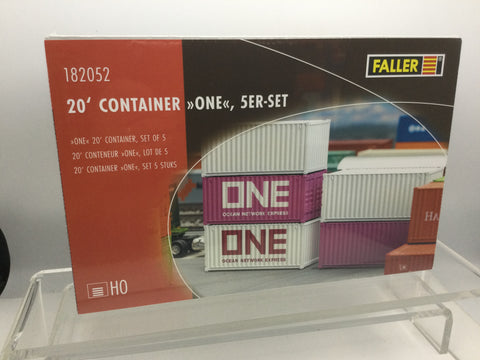 182052
FALLER
20' CONTAINER »ONE«, 5ER-SET
»ONE« 20' CONTAINER, SET OF 5
20' CONTENEUR »ONE«, LOT DE 5
20' CONTAINER »ONE«, SET 5 STUKS
ONE
OCEAN NETWORK EXPRESS
ONE
OCEAN NETWORK EXPRESS
H0